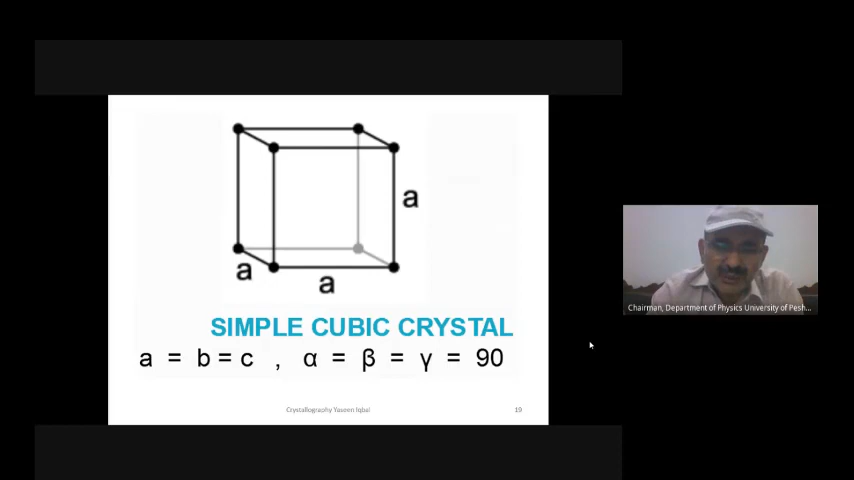 a
a
a
SIMPLE CUBIC CRYSTAL
a = b = c , α = β = γ = 90
Crystallography Yaseen Iqbal
19
Chairman, Department of Physics University of Pesh...